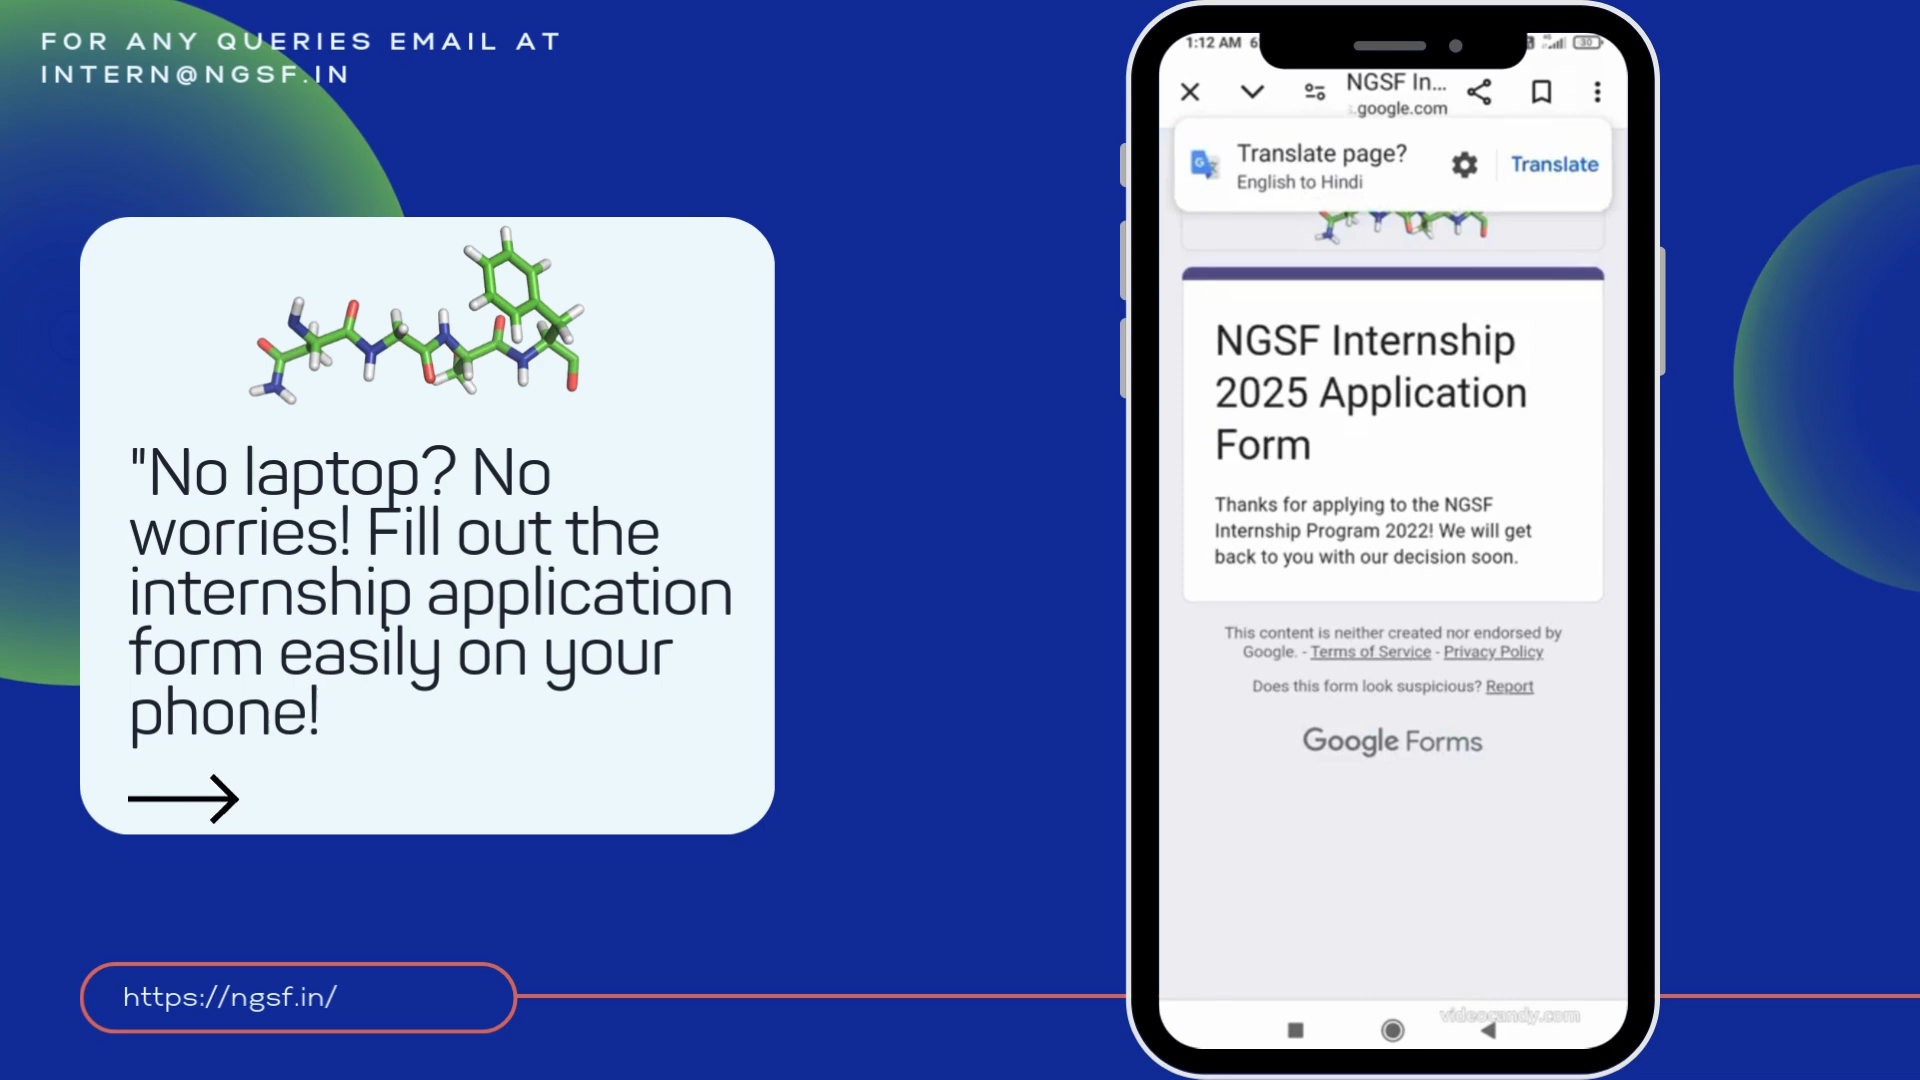 FOR ANY QUERIES EMAIL AT
INTERN@NGSF.IN
"No laptop? No
worries! Fill out the
internship application
form easily on your
phone!
https://ngsf.in/
1:12 AM
30
NGSF In...
.google.com
Translate page?
English to Hindi
Translate
NGSF Internship
2025 Application
Form
Thanks for applying to the NGSF
Internship Program 2022! We will get
back to you with our decision soon.
This content is neither created nor endorsed by
Google. - Terms of Service - Privacy Policy
Does this form look suspicious? Report
Google Forms
videocandy.com